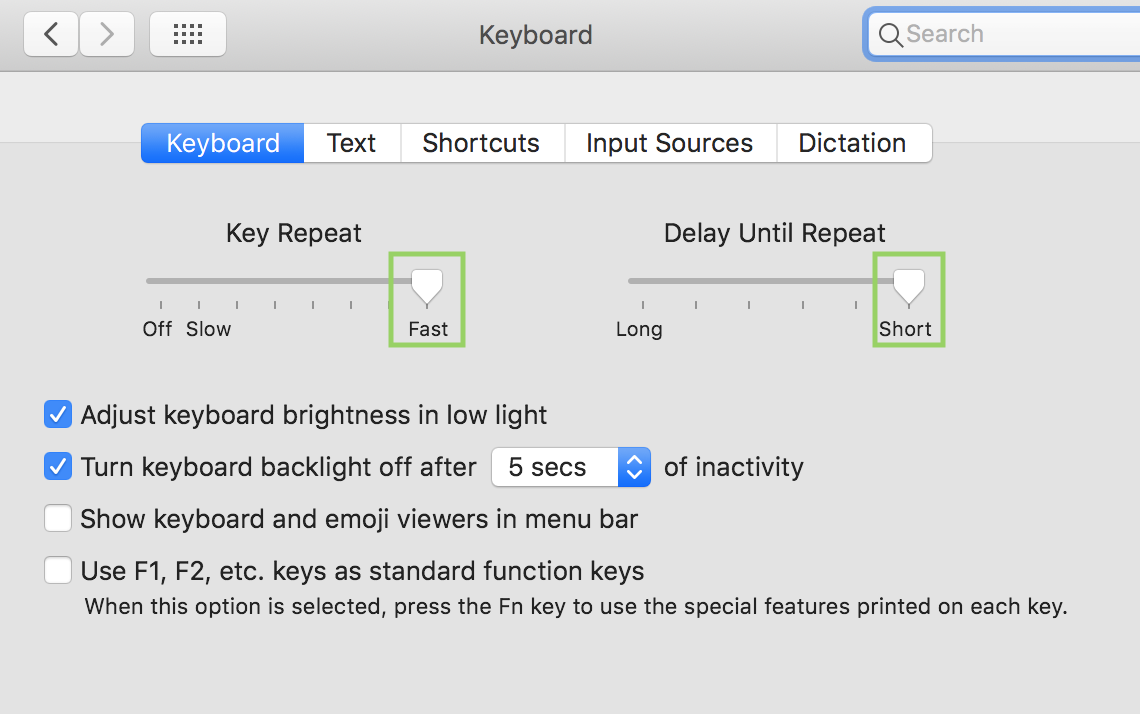 Keyboard
Search
Keyboard Text Shortcuts Input Sources Dictation
Key Repeat Delay Until Repeat
Off Slow Fast Long Short
Adjust keyboard brightness in low light
Turn keyboard backlight off after 5 secs of inactivity
Show keyboard and emoji viewers in menu bar
Use F1, F2, etc. keys as standard function keys
When this option is selected, press the Fn key to use the special features printed on each key.